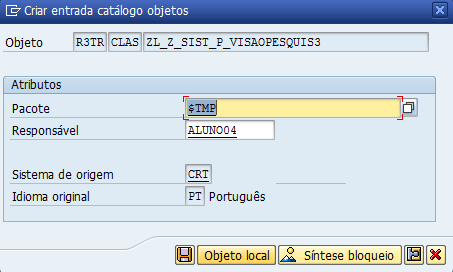 Criar entrada catálogo objetos
Objeto R3TR CLAS ZL_Z_SIST_P_VISAOPESQUIS3
Atributos
Pacote $TMP
Responsável ALUNO04
Sistema de origem CRT
Idioma original PT Português
Objeto local Síntese bloqueio